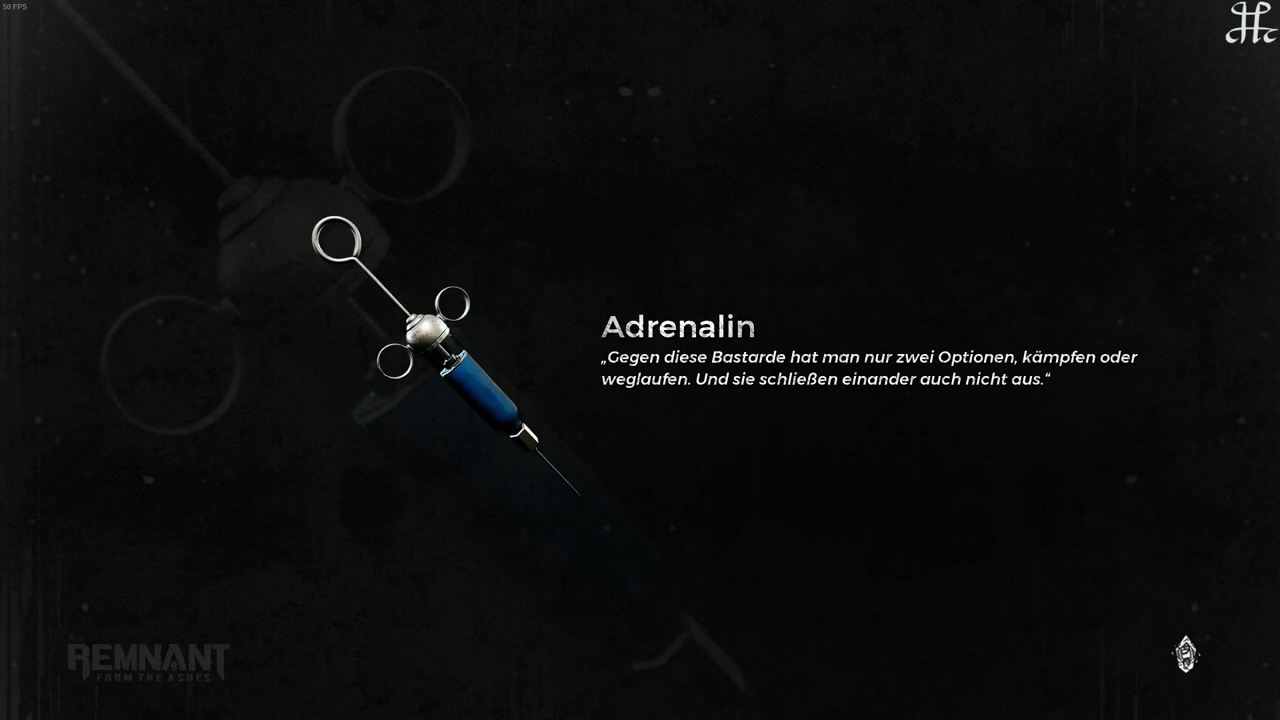 50 FPS
Adrenalin
„Gegen diese Bastarde hat man nur zwei Optionen, kämpfen oder
weglaufen. Und sie schließen einander auch nicht aus.“
REMNANT
FROM THE ASHES